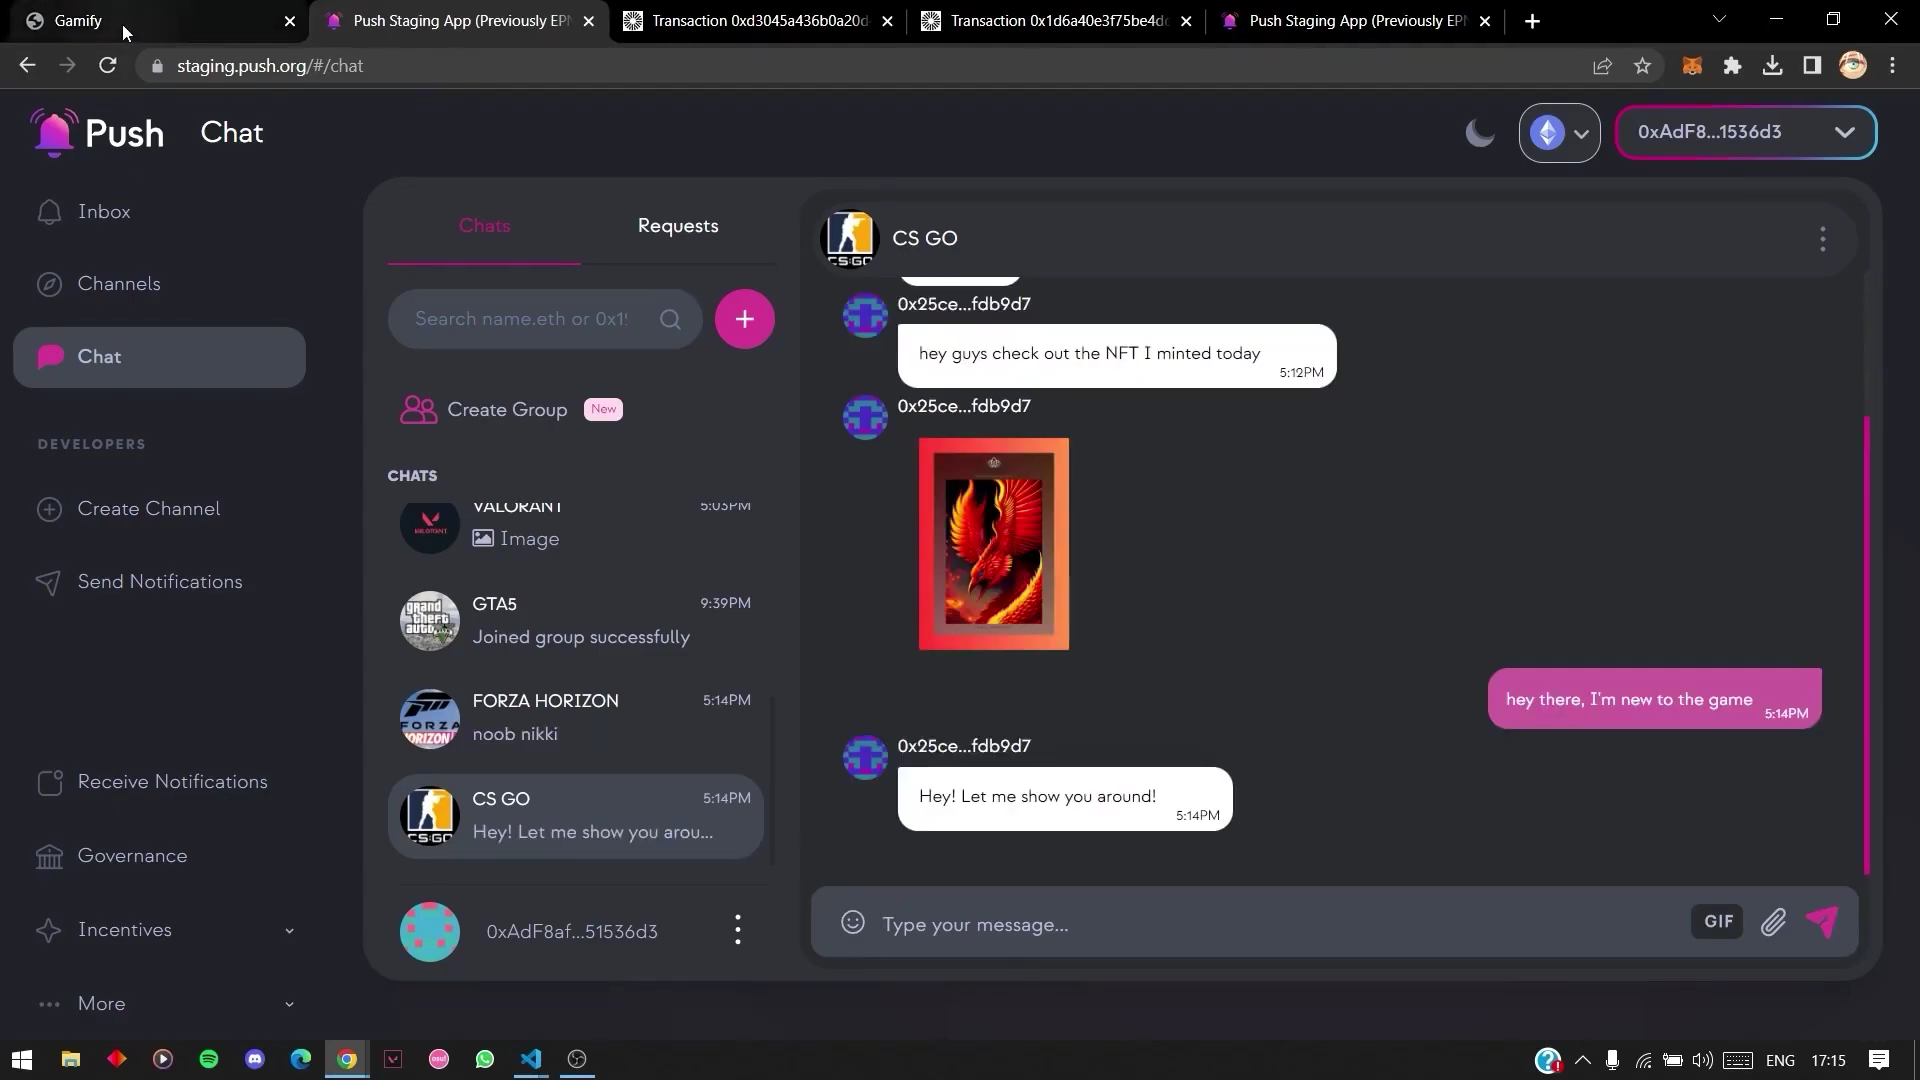 Gamify
Push Staging App (Previously EPN
Transaction 0xd3045a436b0a20d
Transaction 0x1d6a40e3f75be4dc
Push Staging App (Previously EPN
staging.push.org/#/chat
Push
Chat
0xAdF8...1536d3
Inbox
Channels
Chat
DEVELOPERS
Create Channel
Send Notifications
Receive Notifications
Governance
Incentives
More
Chats
Requests
Search name.eth or 0x1
Create Group
New
CHATS
VALORANT
5:03PM
Image
GTA5
9:39PM
Joined group successfully
FORZA HORIZON
5:14PM
noob nikki
CS GO
5:14PM
Hey! Let me show you arou...
0xAdF8af...51536d3
CS GO
0x25ce...fdb9d7
hey guys check out the NFT I minted today
5:12PM
0x25ce...fdb9d7
hey there, I'm new to the game
5:14PM
0x25ce...fdb9d7
Hey! Let me show you around!
5:14PM
Type your message...
GIF
ENG
17:15